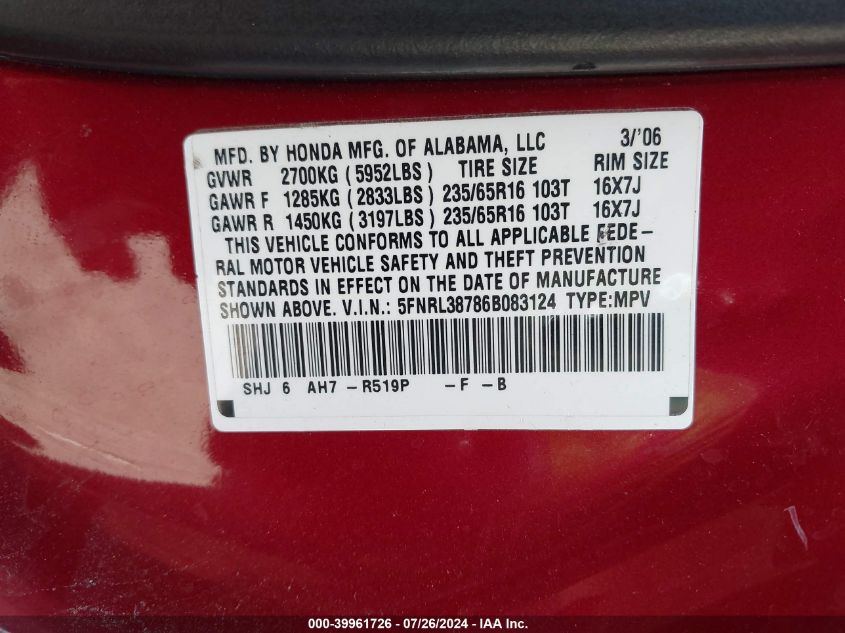 MFD. BY HONDA MFG. OF ALABAMA, LLC 3/'06
GVWR 2700KG ( 5952LBS) TIRE SIZE RIM SIZE
GAWR F 1285KG ( 2833LBS) 235/65R16 103T 16X7J
GAWR R 1450KG ( 3197LBS) 235/65R16 103T 16X7J
THIS VEHICLE CONFORMS TO ALL APPLICABLE FEDE-
RAL MOTOR VEHICLE SAFETY AND THEFT PREVENTION
STANDARDS IN EFFECT ON THE DATE OF MANUFACTURE
SHOWN ABOVE. V.I.N.: 5FNRL38786B083124 TYPE:MPV
SHJ 6 AH7 -R519P -F -B
000-39961726 - 07/26/2024 - IAA Inc.